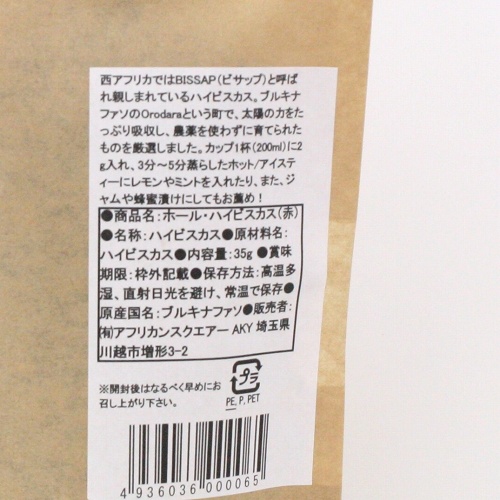 西アフリカではBISSAP(ビサップ)と呼ば
れ親しまれているハイビスカス。ブルキナ
ファソのOrodaraという町で、太陽の力をた
っぷり吸収し、農薬を使わずに育てられた
ものを厳選しました。カップ1杯(200ml)に2
g入れ、3分～5分蒸らしたホット/アイステ
ィーにレモンやミントを入れたり、また、ジ
ャムや蜂蜜漬けにしてもお薦め!
●商品名:ホール・ハイビスカス(赤)
●名称:ハイビスカス●原材料名:
ハイビスカス●内容量:35g●賞味
期限:枠外記載●保存方法:高温多
湿、直射日光を避け、常温で保存●
原産国名:ブルキナファソ●販売者:
(有)アフリカンスクエアー AKY 埼玉県
川越市増形3-2
※開封後はなるべく早めにお
召し上がり下さい。
プラ
PE, P, PET
4936036000065